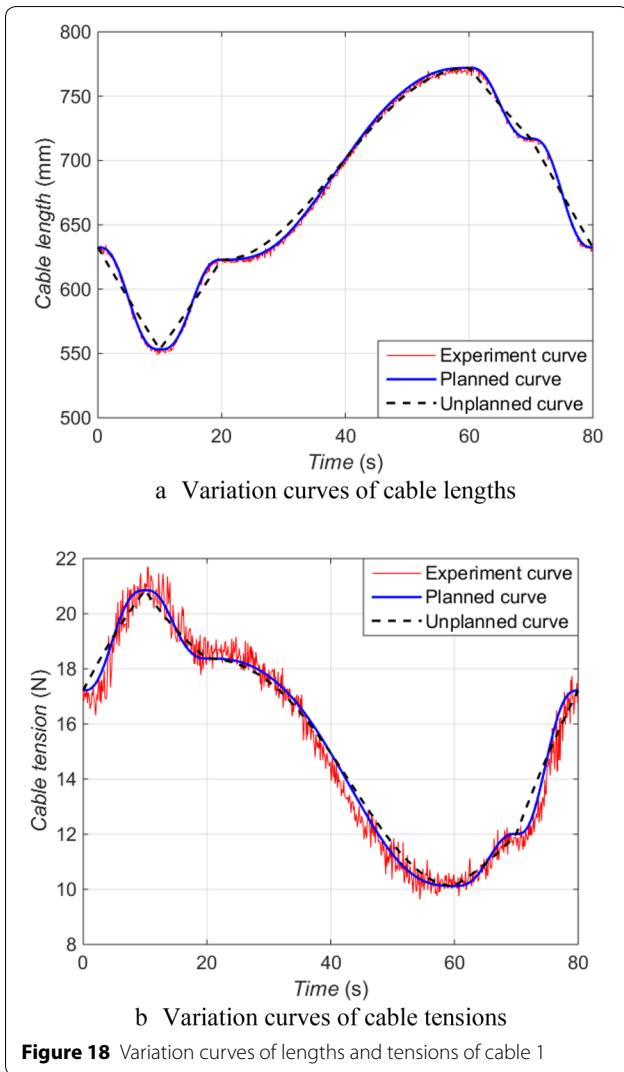 800
750
700
650
600
550
500
Cable length (mm)
Experiment curve
Planned curve
Unplanned curve
0
20
40
60
80
Time (s)
a Variation curves of cable lengths
22
20
18
16
14
12
10
8
Cable tension (N)
Experiment curve
Planned curve
Unplanned curve
0
20
40
60
80
Time (s)
b Variation curves of cable tensions
Figure 18 Variation curves of lengths and tensions of cable 1